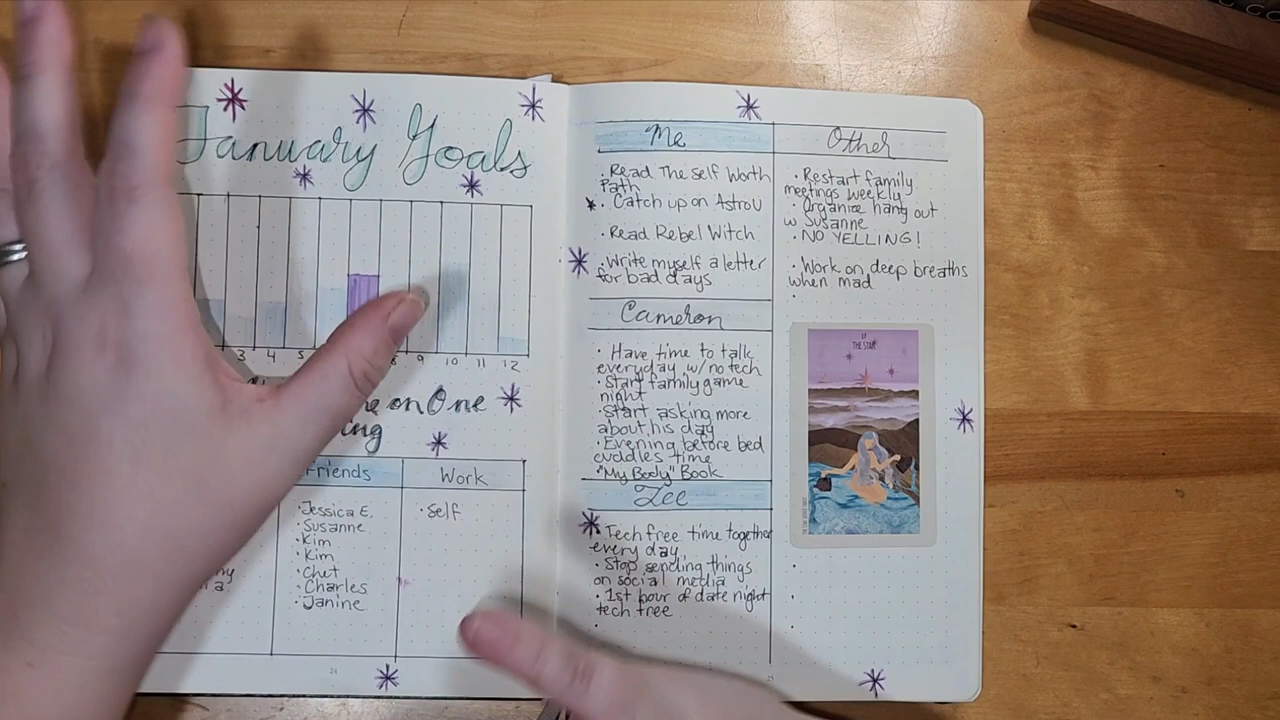 January Goals
3 4 5 8 9 10 11 12
on One
Friends
Work
· Jessica E.
· Susanne
· Kim
· Kim
· Chet
· Charles
· Janine
· Self
24
Me
· Read The Self Worth
Path
· Catch up on AstroU
· Read Rebel Witch
· Write myself a letter
for bad days
Cameron
· Have time to talk
everyday w/ no tech
· Start family game
night
· Start asking more
about his day
· Evening before bed
cuddles time
"My Body" Book
Zee
· Tech free time together
every day
· Stop sending things
on social media
· 1st hour of date night
tech free
25
Other
· Restart family
meetings weekly
· Organize hang out
w Susanne
· NO YELLING!
· Work on deep breaths
when mad
THE STAR